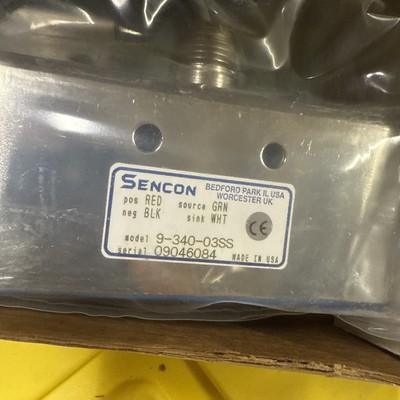 SENCON BEDFORD PARK IL USA
WORCESTER UK
pos RED source GRN
neg BLK sink WHT
CE
model 9-340-03SS
serial 09046084 MADE IN USA